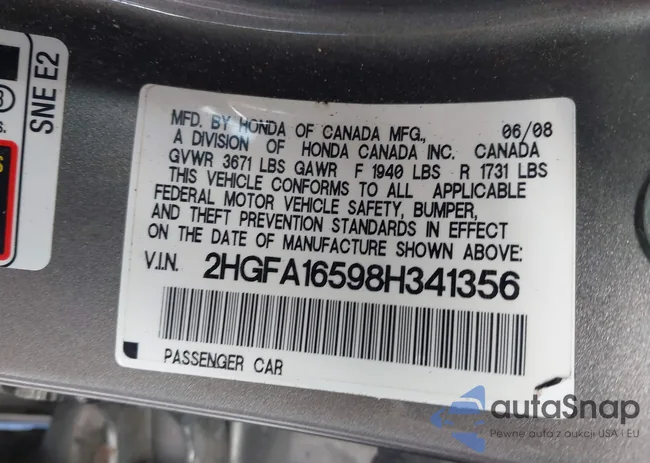 SNE E2
3
s.
S
MFD. BY HONDA OF CANADA MFG., 06/08
A DIVISION OF HONDA CANADA INC. CANADA
GVWR 3671 LBS GAWR F 1940 LBS R 1731 LBS
THIS VEHICLE CONFORMS TO ALL APPLICABLE
FEDERAL MOTOR VEHICLE SAFETY, BUMPER,
AND THEFT PREVENTION STANDARDS IN EFFECT
ON THE DATE OF MANUFACTURE SHOWN ABOVE:
V.I.N. 2HGFA16598H341356
PASSENGER CAR
autaSnap
Pewne auta z aukcji USA i EU